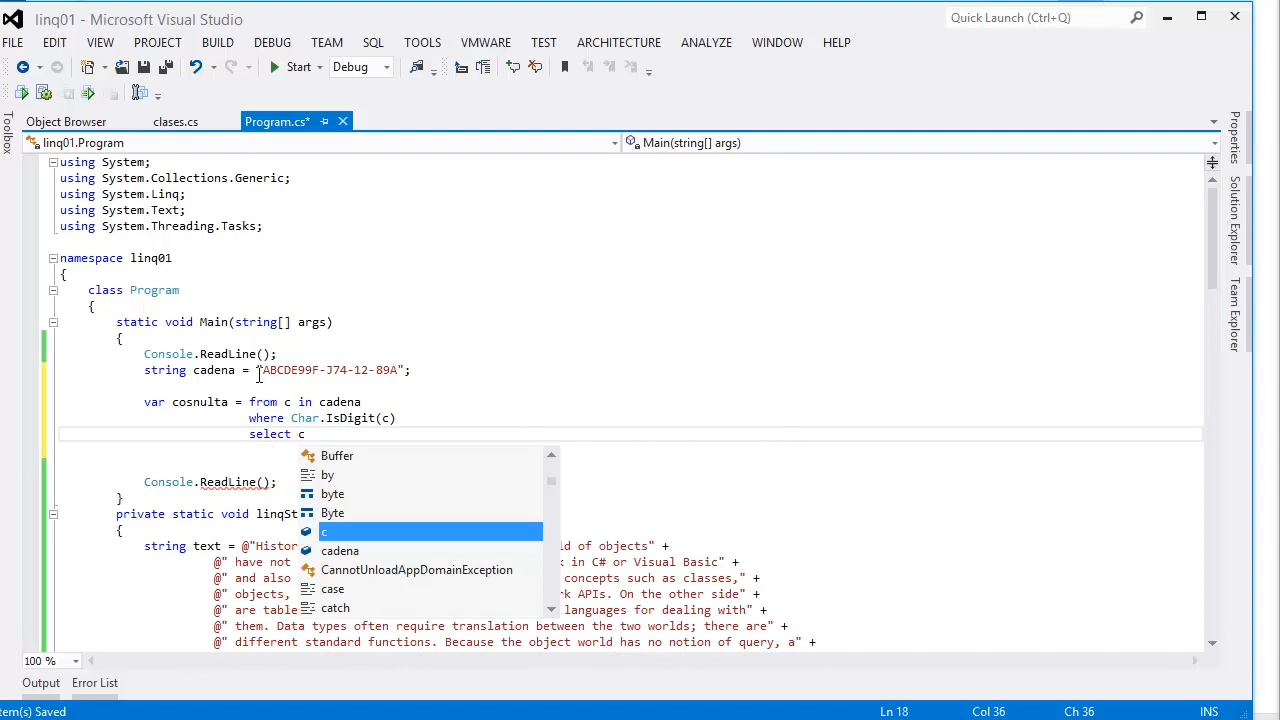 linq01 - Microsoft Visual Studio
Quick Launch (Ctrl+Q)
FILE EDIT VIEW PROJECT BUILD DEBUG TEAM SQL TOOLS VMWARE TEST ARCHITECTURE ANALYZE WINDOW HELP
Start Debug
Object Browser clases.cs Program.cs*
linq01.Program Main(string[] args)
Toolbox
Properties
Solution Explorer
Team Explorer
using System;
using System.Collections.Generic;
using System.Linq;
using System.Text;
using System.Threading.Tasks;
namespace linq01
{
class Program
{
static void Main(string[] args)
{
Console.ReadLine();
string cadena = "ABCDE99F-J74-12-89A";
var cosnulta = from c in cadena
where Char.IsDigit(c)
select c
Buffer
by
byte
Byte
c
cadena
CannotUnloadAppDomainException
case
catch
Console.ReadLine();
}
private static void linqSt
{
string text = @"Histor ld of objects" +
@" have not k in C# or Visual Basic" +
@" and also concepts such as classes," +
@" objects, rk APIs. On the other side" +
@" are table languages for dealing with" +
@" them. Data types often require translation between the two worlds; there are" +
@" different standard functions. Because the object world has no notion of query, a" +
100 %
Output Error List
tem(s) Saved Ln 18 Col 36 Ch 36 INS